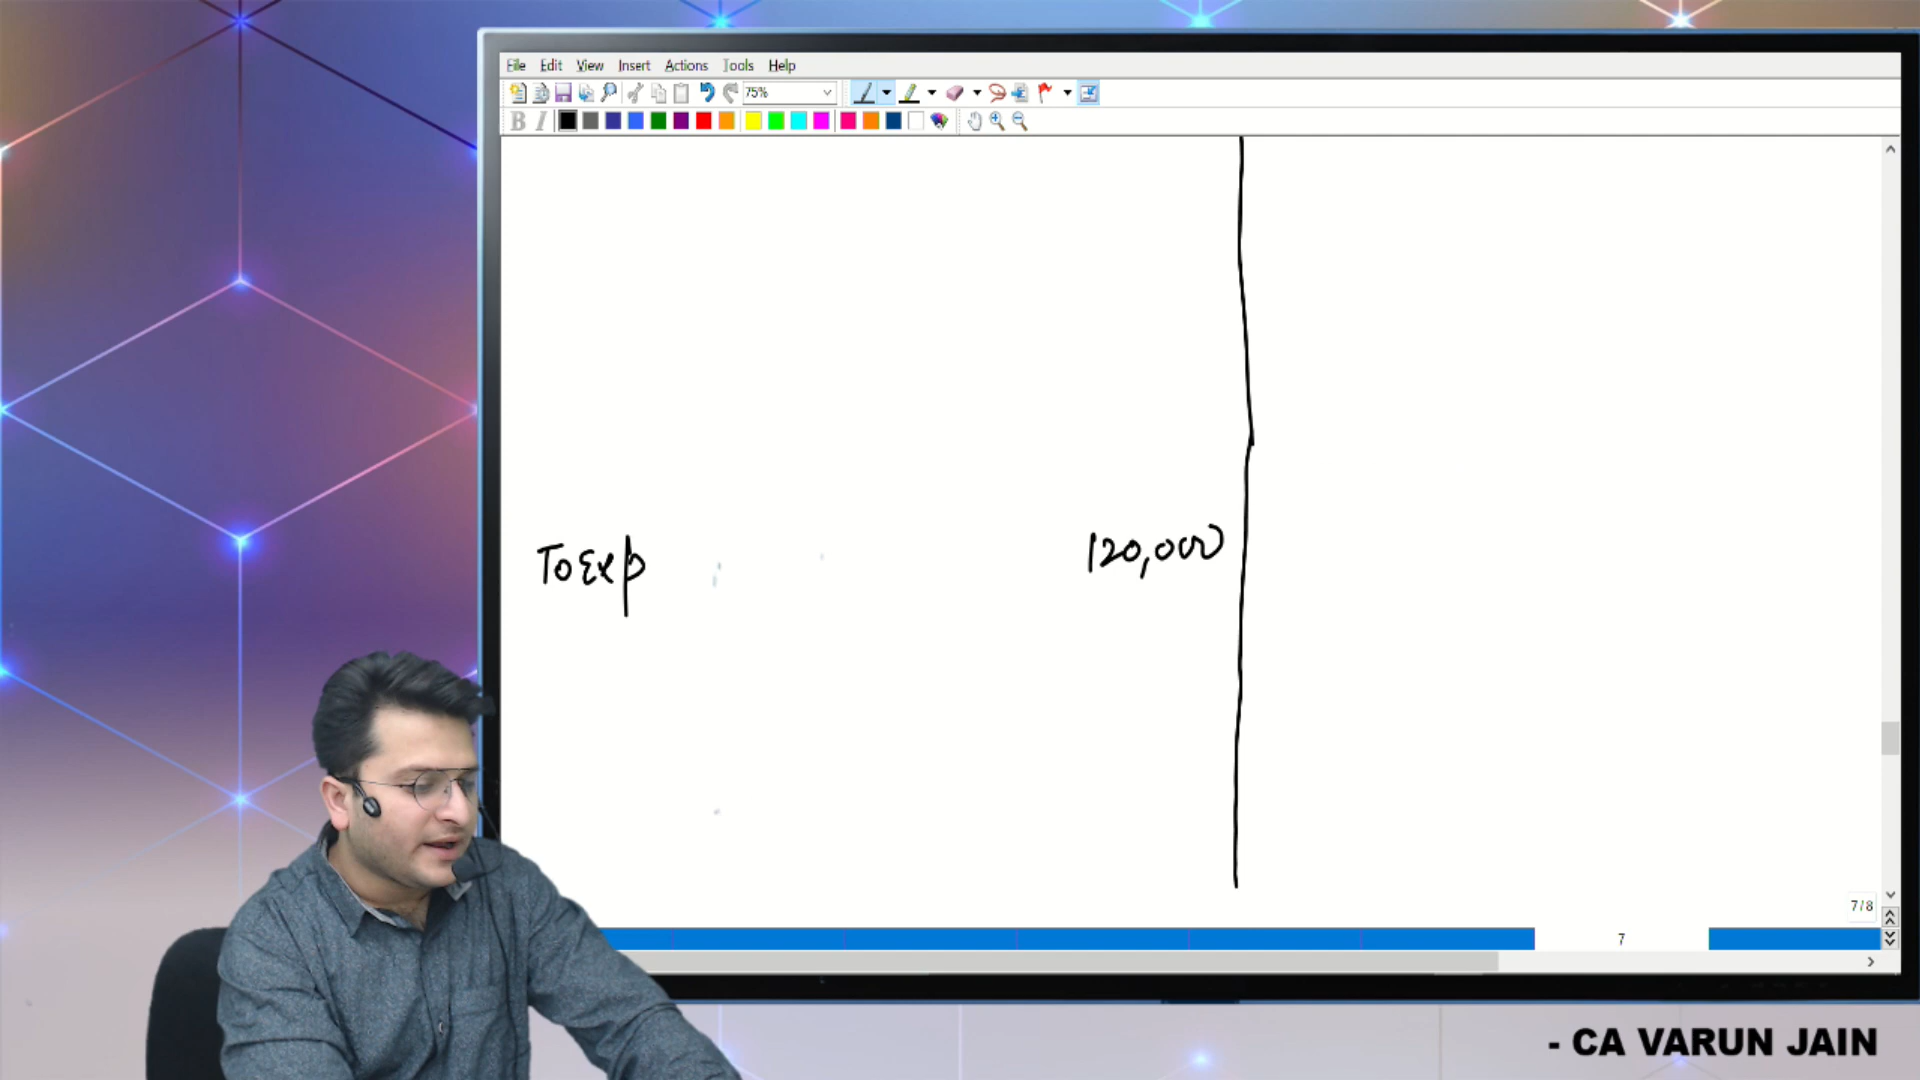 File Edit View Insert Actions Tools Help
75%
B I
To Exp 120,000
7/8
7
- CA VARUN JAIN